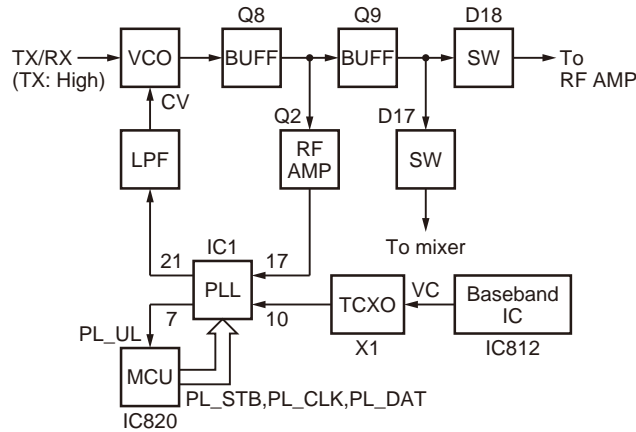 Q8
Q9
D18
TX/RX
(TX: High)
VCO
BUFF
BUFF
SW
To
RF AMP
CV
Q2
D17
LPF
RF
AMP
SW
To mixer
IC1
21
17
PLL
7
10
TCXO
X1
VC
Baseband
IC
IC812
PL_UL
MCU
IC820
PL_STB,PL_CLK,PL_DAT